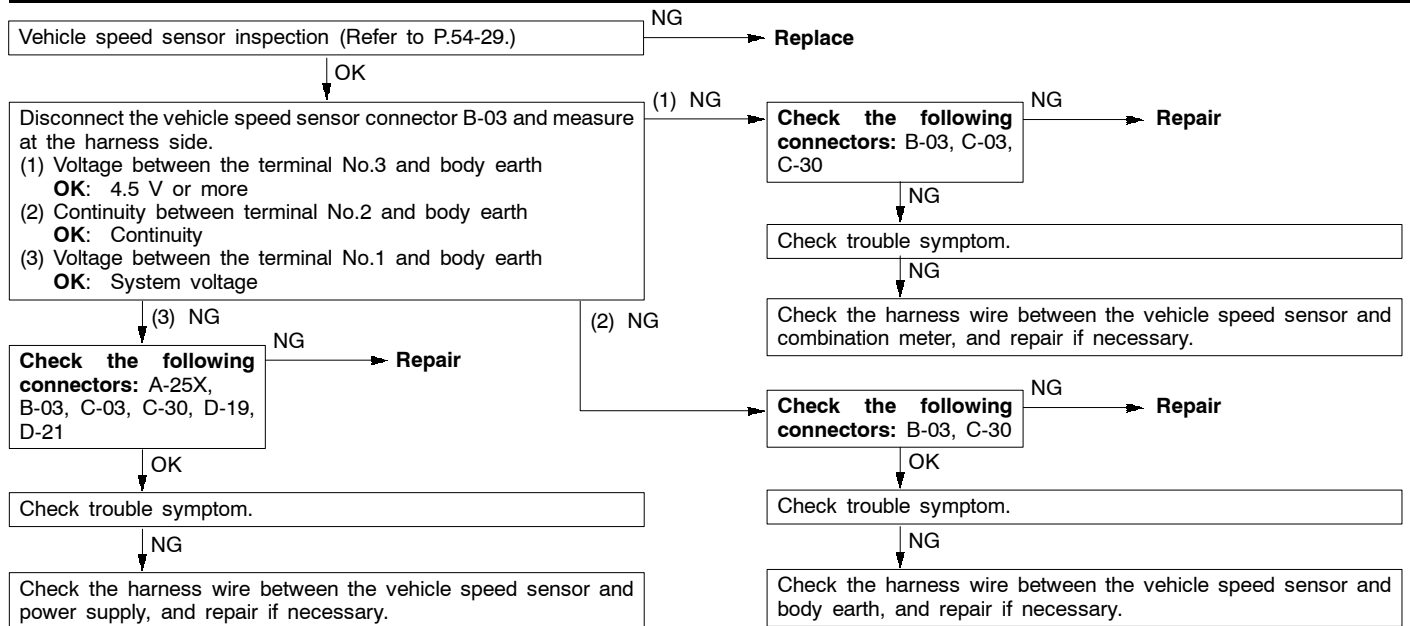 Vehicle speed sensor inspection (Refer to P.54-29.)
NG
Replace
OK
Disconnect the vehicle speed sensor connector B-03 and measure
at the harness side.
(1) Voltage between the terminal No.3 and body earth
OK: 4.5 V or more
(2) Continuity between terminal No.2 and body earth
OK: Continuity
(3) Voltage between the terminal No.1 and body earth
OK: System voltage
(1) NG
Check the following
connectors: B-03, C-03,
C-30
NG
Repair
NG
Check trouble symptom.
NG
Check the harness wire between the vehicle speed sensor and
combination meter, and repair if necessary.
(3) NG
Check the following
connectors: A-25X,
B-03, C-03, C-30, D-19,
D-21
NG
Repair
OK
Check trouble symptom.
NG
Check the harness wire between the vehicle speed sensor and
power supply, and repair if necessary.
(2) NG
Check the following
connectors: B-03, C-30
NG
Repair
OK
Check trouble symptom.
NG
Check the harness wire between the vehicle speed sensor and
body earth, and repair if necessary.